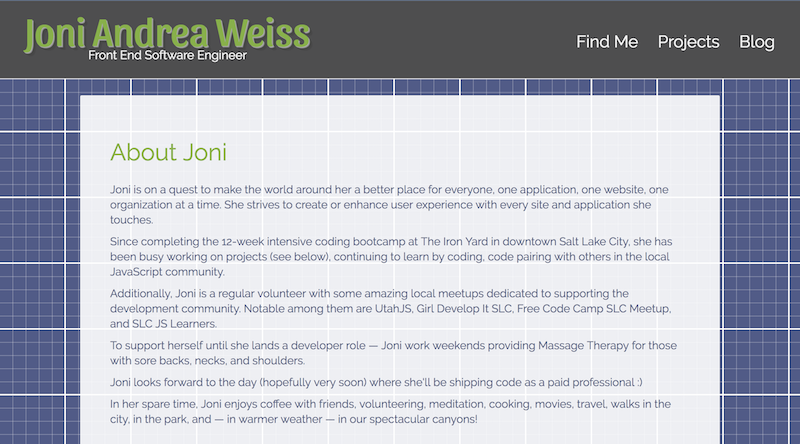 Joni Andrea Weiss
Front End Software Engineer
Find Me Projects Blog
About Joni
Joni is on a quest to make the world around her a better place for everyone, one application, one website, one
organization at a time. She strives to create or enhance user experience with every site and application she
touches.
Since completing the 12-week intensive coding bootcamp at The Iron Yard in downtown Salt Lake City, she has
been busy working on projects (see below), continuing to learn by coding, code pairing with others in the local
JavaScript community.
Additionally, Joni is a regular volunteer with some amazing local meetups dedicated to supporting the
development community. Notable among them are UtahJS, Girl Develop It SLC, Free Code Camp SLC Meetup,
and SLC JS Learners.
To support herself until she lands a developer role — Joni work weekends providing Massage Therapy for those
with sore backs, necks, and shoulders.
Joni looks forward to the day (hopefully very soon) where she'll be shipping code as a paid professional :)
In her spare time, Joni enjoys coffee with friends, volunteering, meditation, cooking, movies, travel, walks in the
city, in the park, and — in warmer weather — in our spectacular canyons!